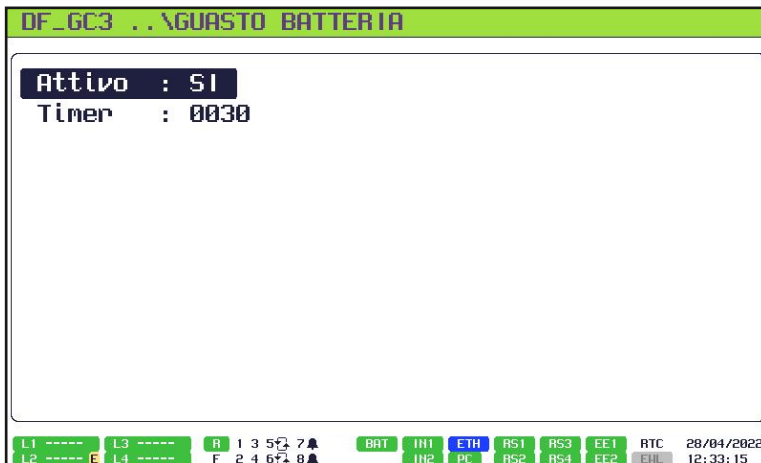 DF_GC3 ..\GUASTO BATTERIA
Attivo : SI
Timer : 0030
L1 ----- L3 ----- R 1 3 5 7 BAT IN1 ETH RS1 RS3 EE1 RTC 28/04/2022
L2 ----- E L4 ----- F 2 4 6 8 IN2 PC RS2 RS4 EE2 EWL 12:33:15